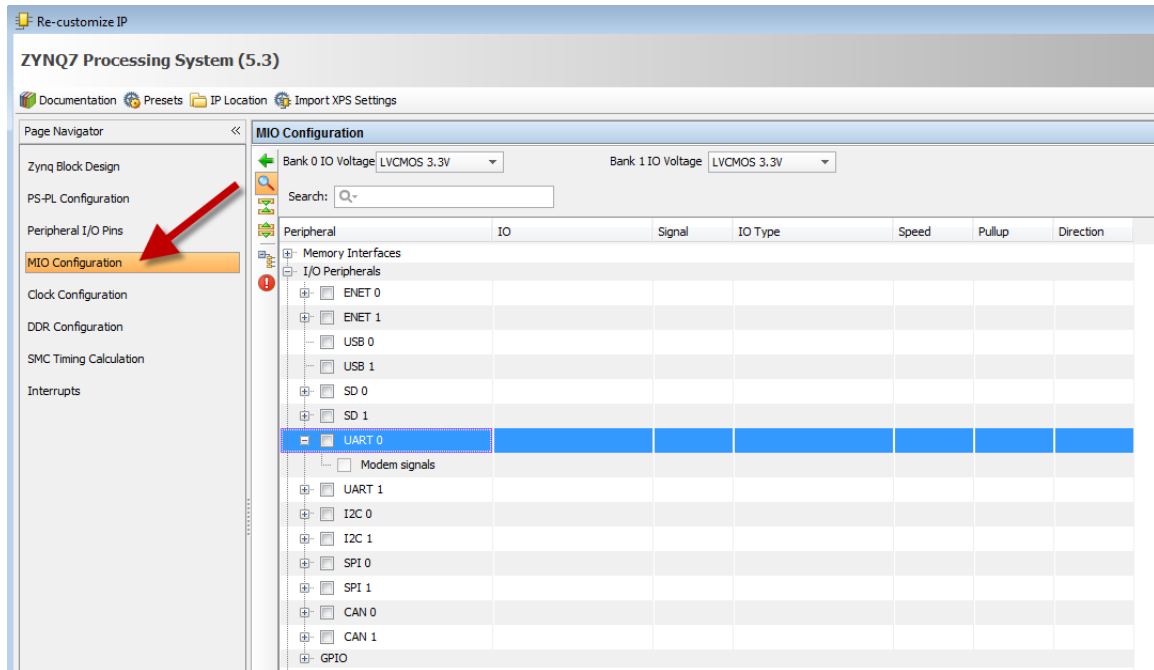 Re-customize IP
ZYNQ7 Processing System (5.3)
Documentation Presets IP Location Import XPS Settings
Page Navigator «
Zynq Block Design
PS-PL Configuration
Peripheral I/O Pins
MIO Configuration
Clock Configuration
DDR Configuration
SMC Timing Calculation
Interrupts
MIO Configuration
Bank 0 IO Voltage LVCMOS 3.3V Bank 1 IO Voltage LVCMOS 3.3V
Search:
Peripheral IO Signal IO Type Speed Pullup Direction
Memory Interfaces
I/O Peripherals
ENET 0
ENET 1
USB 0
USB 1
SD 0
SD 1
UART 0
Modem signals
UART 1
I2C 0
I2C 1
SPI 0
SPI 1
CAN 0
CAN 1
GPIO